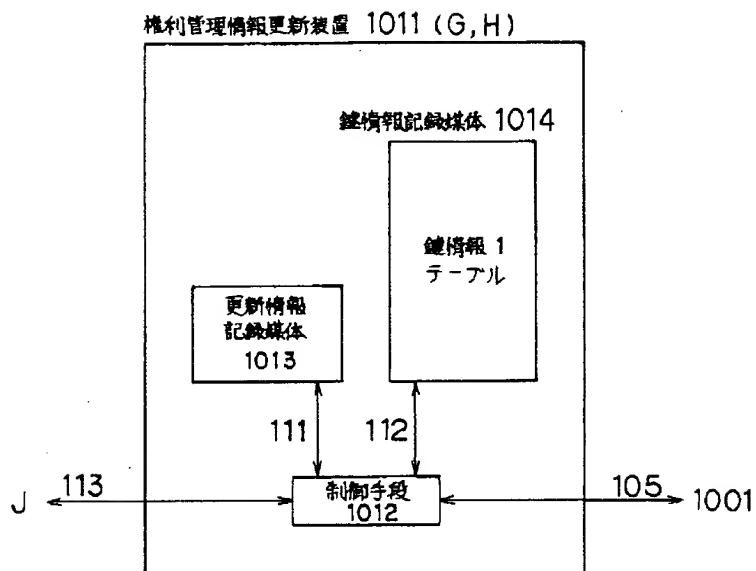 権利管理情報更新装置 1011 (G,H)
鍵情報記録媒体 1014
鍵情報 1
テーブル
更新情報
記録媒体
1013
111
112
113
制御手段
1012
105
J
1001